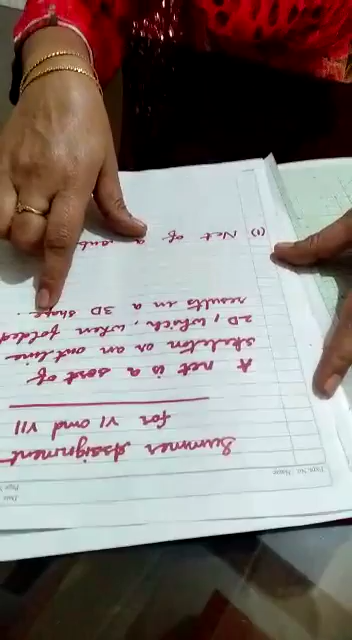 Summer Assignment
for VI and VII
A net is a sort of
skeleton or an outline
2D, which, when folded
results in a 3D shape.
(1) Net of a